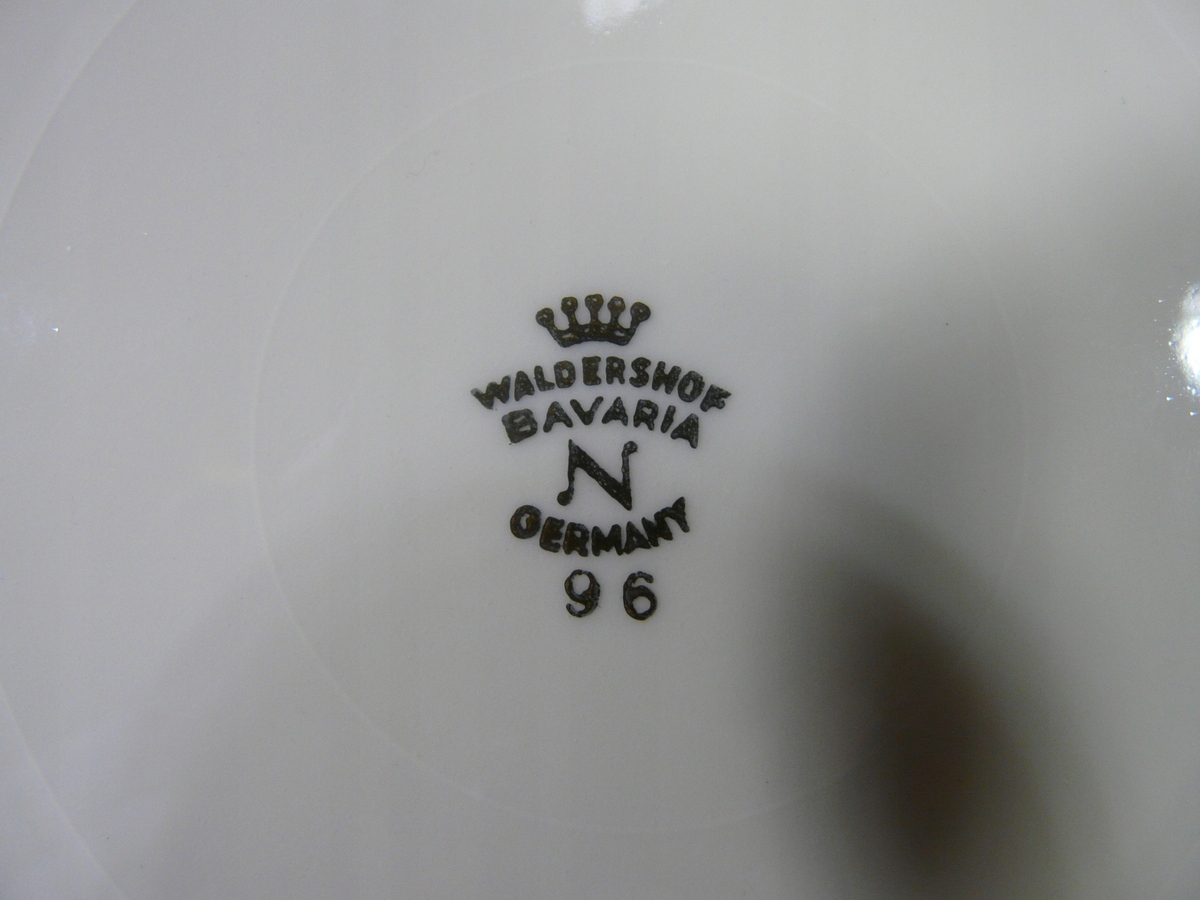 WALDERSHOF
BAVARIA
N
GERMANY
96